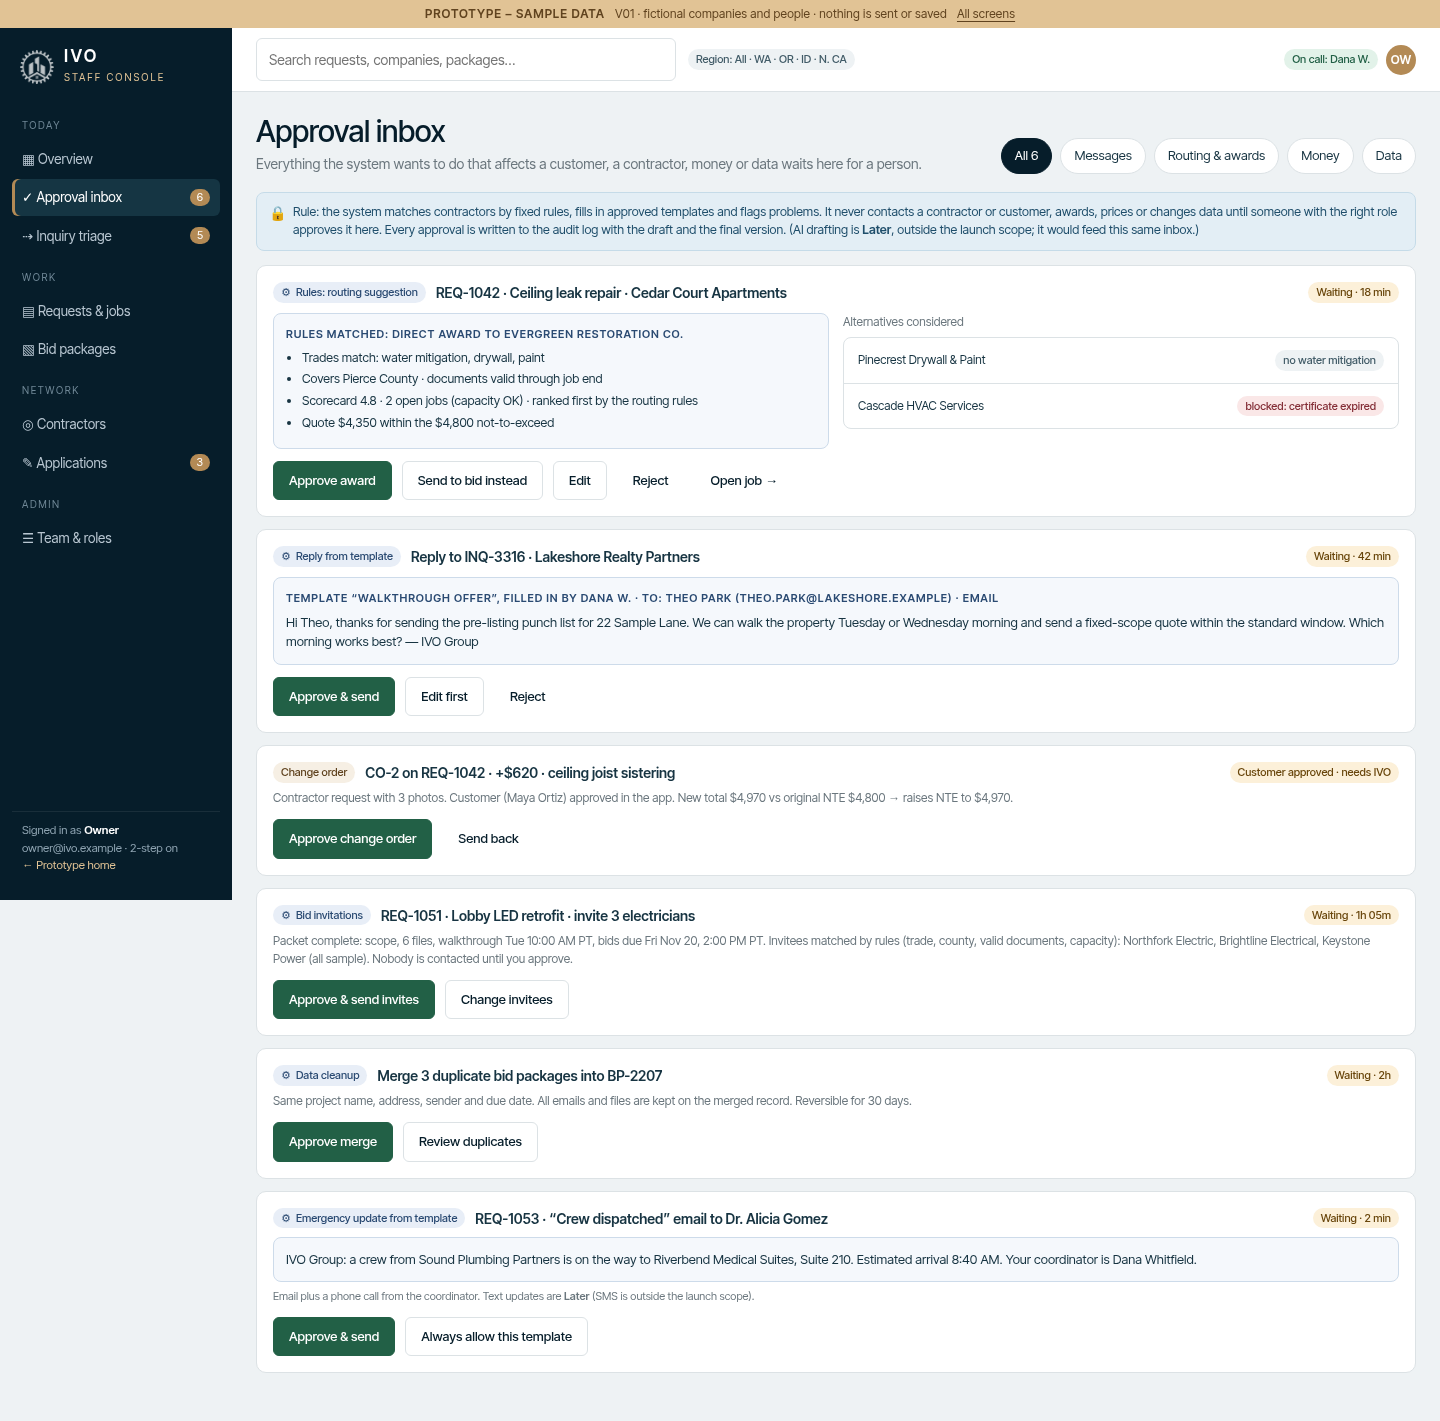 PROTOTYPE – SAMPLE DATA V01 · fictional companies and people · nothing is sent or saved All screens
IVO
STAFF CONSOLE
TODAY
Overview
✓ Approval inbox 6
⇢ Inquiry triage 5
WORK
Requests & jobs
Bid packages
NETWORK
Contractors
✎ Applications 3
ADMIN
☰ Team & roles
Signed in as Owner
owner@ivo.example · 2-step on
← Prototype home
Search requests, companies, packages...
Region: All · WA · OR · ID · N. CA
On call: Dana W.
OW
Approval inbox
Everything the system wants to do that affects a customer, a contractor, money or data waits here for a person.
All 6 Messages Routing & awards Money Data
Rule: the system matches contractors by fixed rules, fills in approved templates and flags problems. It never contacts a contractor or customer, awards, prices or changes data until someone with the right role
approves it here. Every approval is written to the audit log with the draft and the final version. (AI drafting is Later, outside the launch scope; it would feed this same inbox.)
Rules: routing suggestion REQ-1042 · Ceiling leak repair · Cedar Court Apartments Waiting · 18 min
RULES MATCHED: DIRECT AWARD TO EVERGREEN RESTORATION CO.
• Trades match: water mitigation, drywall, paint
• Covers Pierce County · documents valid through job end
• Scorecard 4.8 · 2 open jobs (capacity OK) · ranked first by the routing rules
• Quote $4,350 within the $4,800 not-to-exceed
Alternatives considered
Pinecrest Drywall & Paint no water mitigation
Cascade HVAC Services blocked: certificate expired
Approve award Send to bid instead Edit Reject Open job →
Reply from template Reply to INQ-3316 · Lakeshore Realty Partners Waiting · 42 min
TEMPLATE “WALKTHROUGH OFFER”, FILLED IN BY DANA W. · TO: THEO PARK (THEO.PARK@LAKESHORE.EXAMPLE) · EMAIL
Hi Theo, thanks for sending the pre-listing punch list for 22 Sample Lane. We can walk the property Tuesday or Wednesday morning and send a fixed-scope quote within the standard window. Which
morning works best? — IVO Group
Approve & send Edit first Reject
Change order CO-2 on REQ-1042 · +$620 · ceiling joist sistering Customer approved · needs IVO
Contractor request with 3 photos. Customer (Maya Ortiz) approved in the app. New total $4,970 vs original NTE $4,800 → raises NTE to $4,970.
Approve change order Send back
Bid invitations REQ-1051 · Lobby LED retrofit · invite 3 electricians Waiting · 1h 05m
Packet complete: scope, 6 files, walkthrough Tue 10:00 AM PT, bids due Fri Nov 20, 2:00 PM PT. Invitees matched by rules (trade, county, valid documents, capacity): Northfork Electric, Brightline Electrical, Keystone
Power (all sample). Nobody is contacted until you approve.
Approve & send invites Change invitees
Data cleanup Merge 3 duplicate bid packages into BP-2207 Waiting · 2h
Same project name, address, sender and due date. All emails and files are kept on the merged record. Reversible for 30 days.
Approve merge Review duplicates
Emergency update from template REQ-1053 · “Crew dispatched” email to Dr. Alicia Gomez Waiting · 2 min
IVO Group: a crew from Sound Plumbing Partners is on the way to Riverbend Medical Suites, Suite 210. Estimated arrival 8:40 AM. Your coordinator is Dana Whitfield.
Email plus a phone call from the coordinator. Text updates are Later (SMS is outside the launch scope).
Approve & send Always allow this template